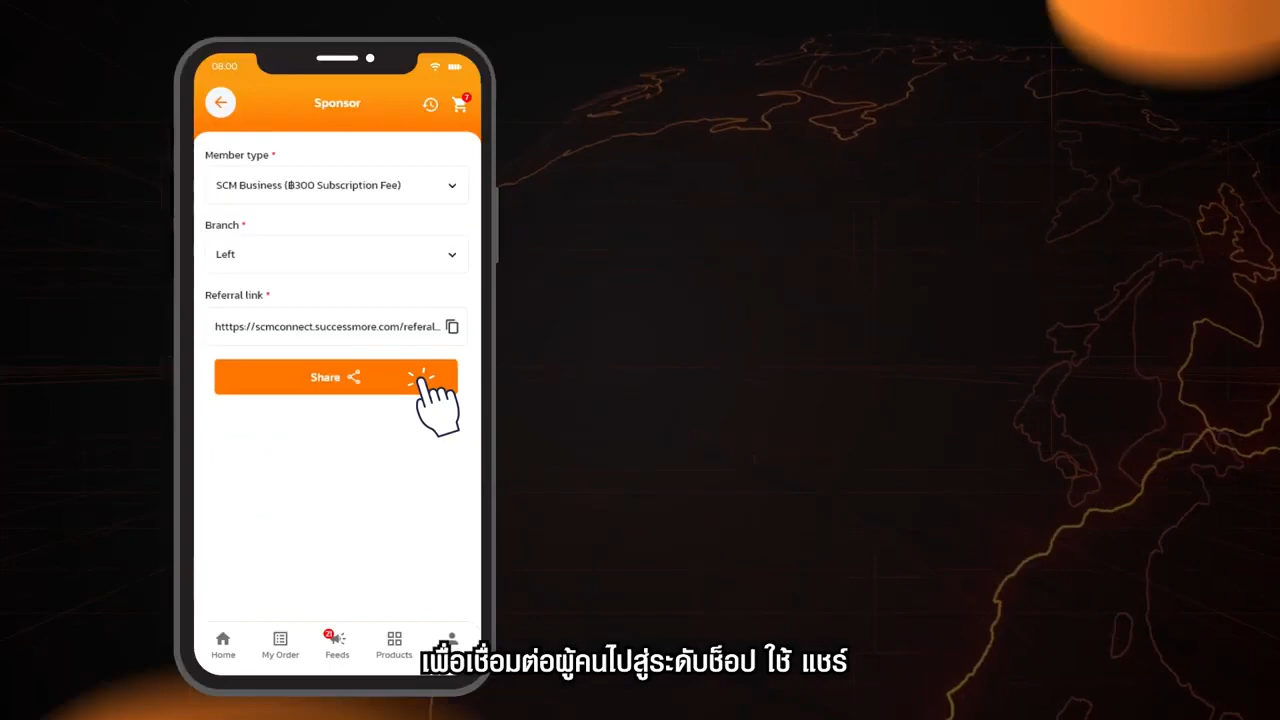 08.00
Sponsor
7
Member type *
SCM Business (฿300 Subscription Fee)
Branch *
Left
Referral link *
htttps://scmconnect.successmore.com/referal...
Share
21
Home
My Order
Feeds
Products
เพื่อเชื่อมต่อผู้คนไปสู่ระดับช็อป ใช้ แชร์